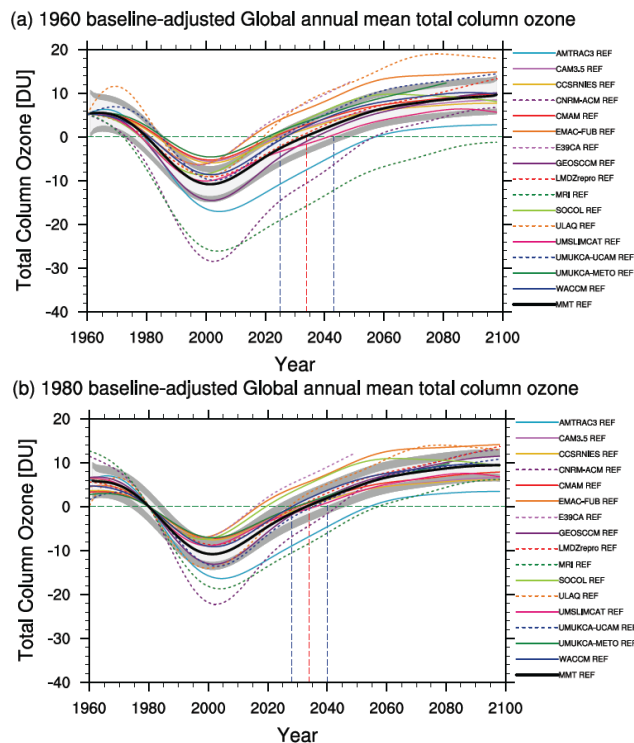 (a) 1960 baseline-adjusted Global annual mean total column ozone
Total Column Ozone [DU]
20
10
0
-10
-20
-30
-40
1960 1980 2000 2020 2040 2060 2080 2100
Year
AMTRAC3 REF
CAM3.5 REF
CCSRNIES REF
CNRM-ACM REF
CMAM REF
EMAC-FUB REF
E39CA REF
GEOSCCM REF
LMDZrepro REF
MRI REF
SOCOL REF
ULAQ REF
UMSLIMCAT REF
UMUKCA-UCAM REF
UMUKCA-METO REF
WACCM REF
MMT REF
(b) 1980 baseline-adjusted Global annual mean total column ozone
Total Column Ozone [DU]
20
10
0
-10
-20
-30
-40
1960 1980 2000 2020 2040 2060 2080 2100
Year
AMTRAC3 REF
CAM3.5 REF
CCSRNIES REF
CNRM-ACM REF
CMAM REF
EMAC-FUB REF
E39CA REF
GEOSCCM REF
LMDZrepro REF
MRI REF
SOCOL REF
ULAQ REF
UMSLIMCAT REF
UMUKCA-UCAM REF
UMUKCA-METO REF
WACCM REF
MMT REF